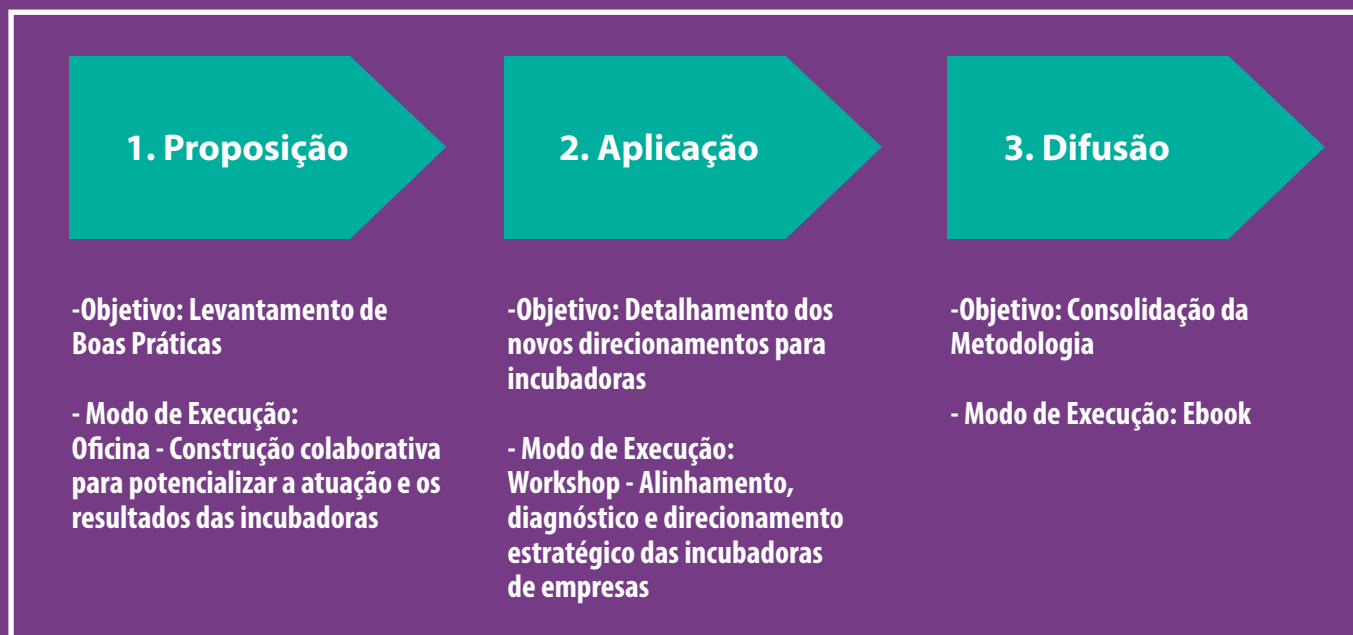 1. Proposição
2. Aplicação
3. Difusão
-Objetivo: Levantamento de
Boas Práticas
- Modo de Execução:
Oficina - Construção colaborativa
para potencializar a atuação e os
resultados das incubadoras
-Objetivo: Detalhamento dos
novos direcionamentos para
incubadoras
- Modo de Execução:
Workshop - Alinhamento,
diagnóstico e direcionamento
estratégico das incubadoras
de empresas
-Objetivo: Consolidação da
Metodologia
- Modo de Execução: Ebook